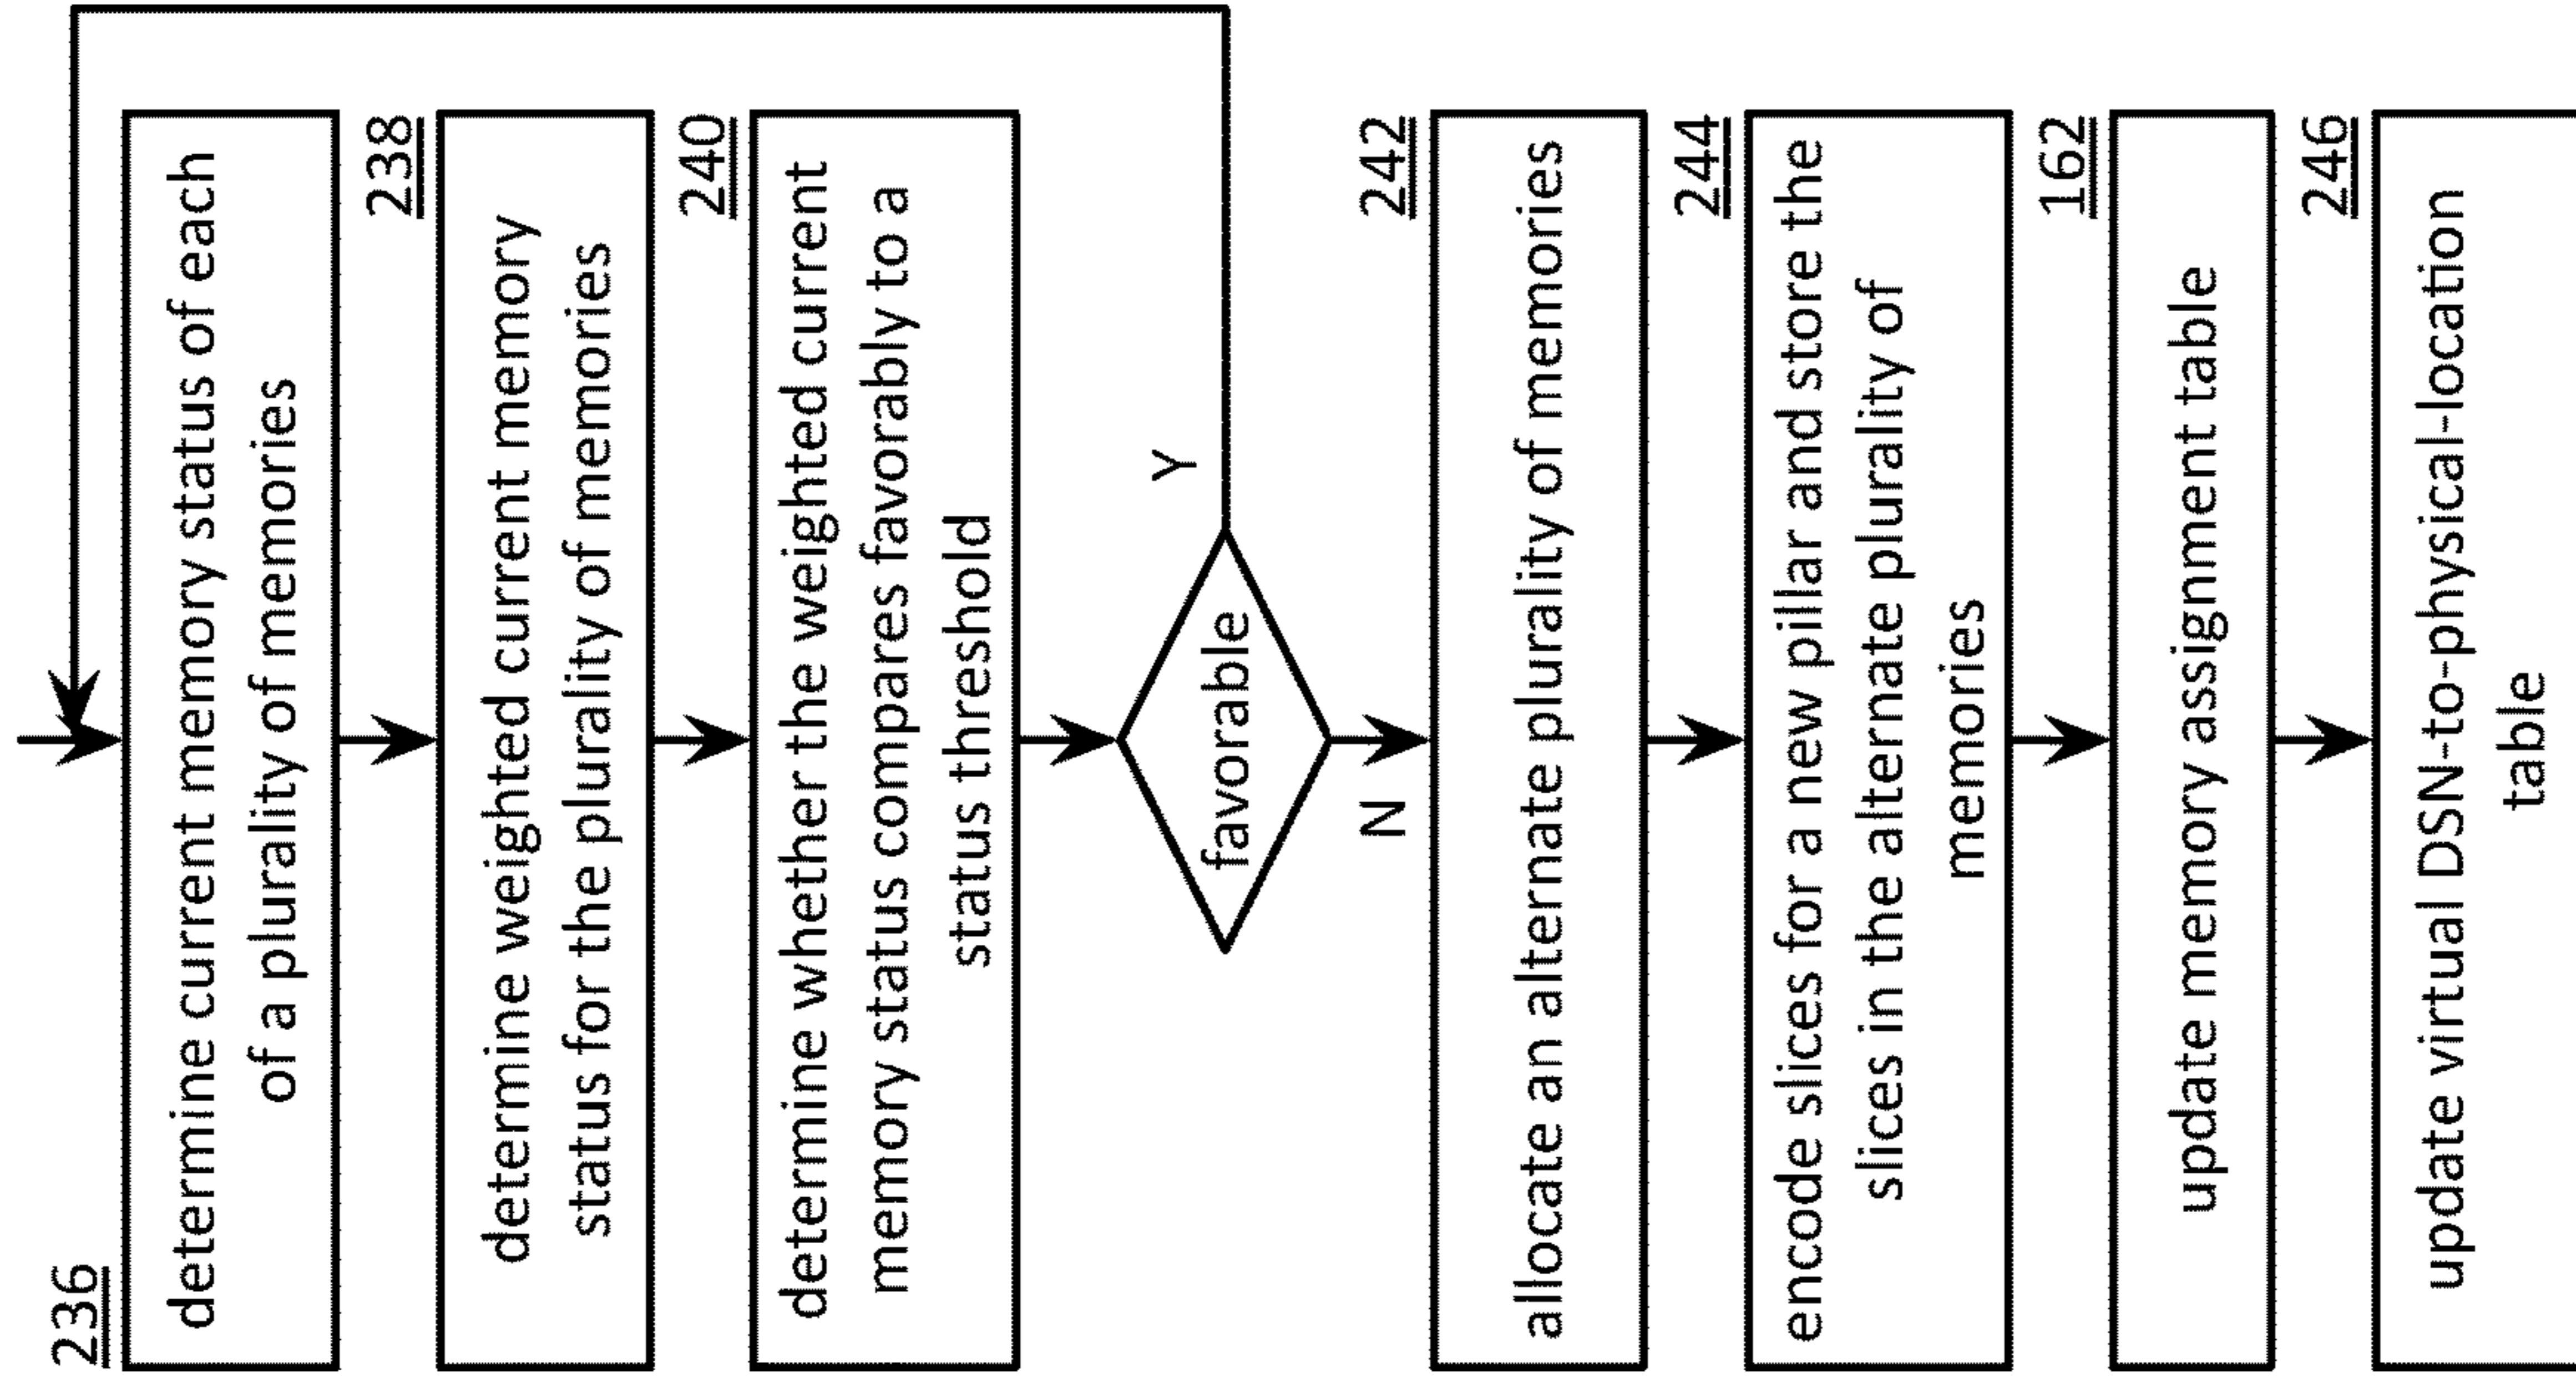 236
determine current memory status of each
of a plurality of memories
238
determine weighted current memory
status for the plurality of memories
240
determine whether the weighted current
memory status compares favorably to a
status threshold
favorable
Y
N
242
allocate an alternate plurality of memories
244
encode slices for a new pillar and store the
slices in the alternate plurality of
memories
162
update memory assignment table
246
update virtual DSN-to-physical-location
table